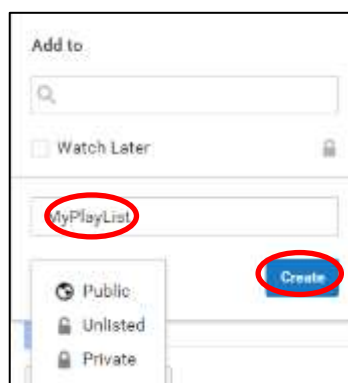 Add to
Watch Later
MyPlayList
Create
Public
Unlisted
Private